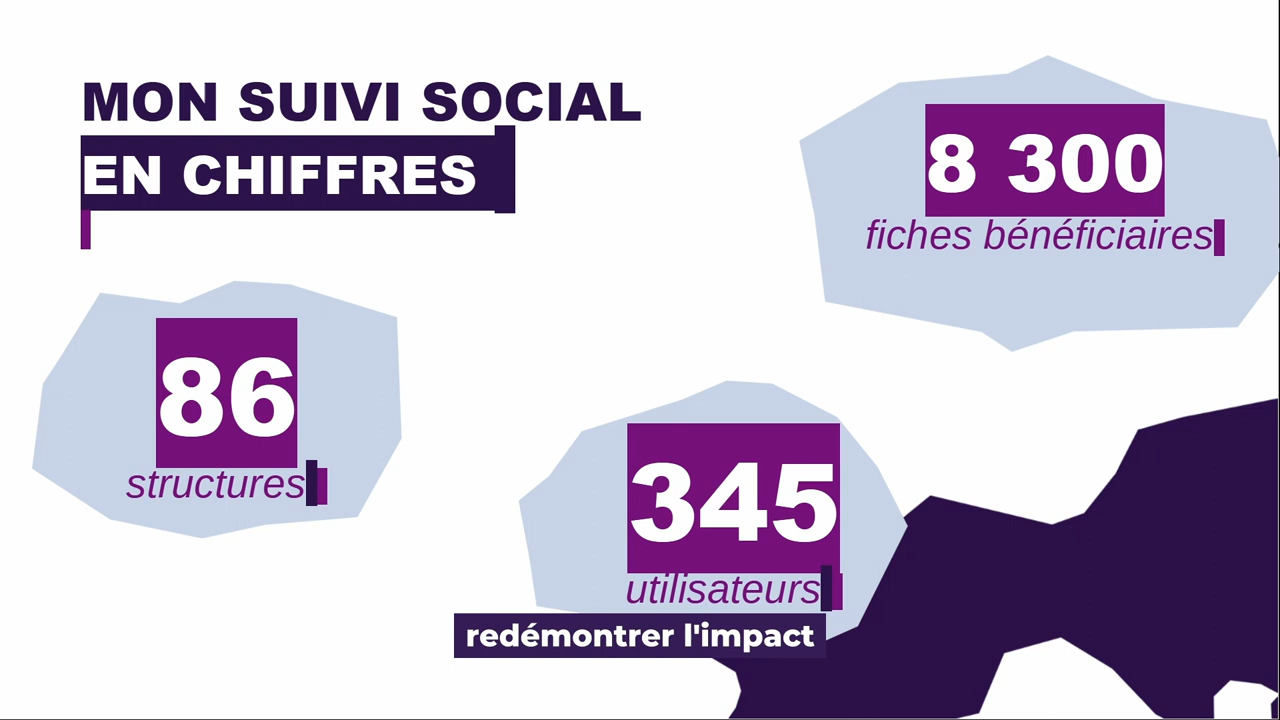 MON SUIVI SOCIAL
EN CHIFFRES
8 300
fiches bénéficiaires
86
structures
345
utilisateurs
redémontrer l'impact